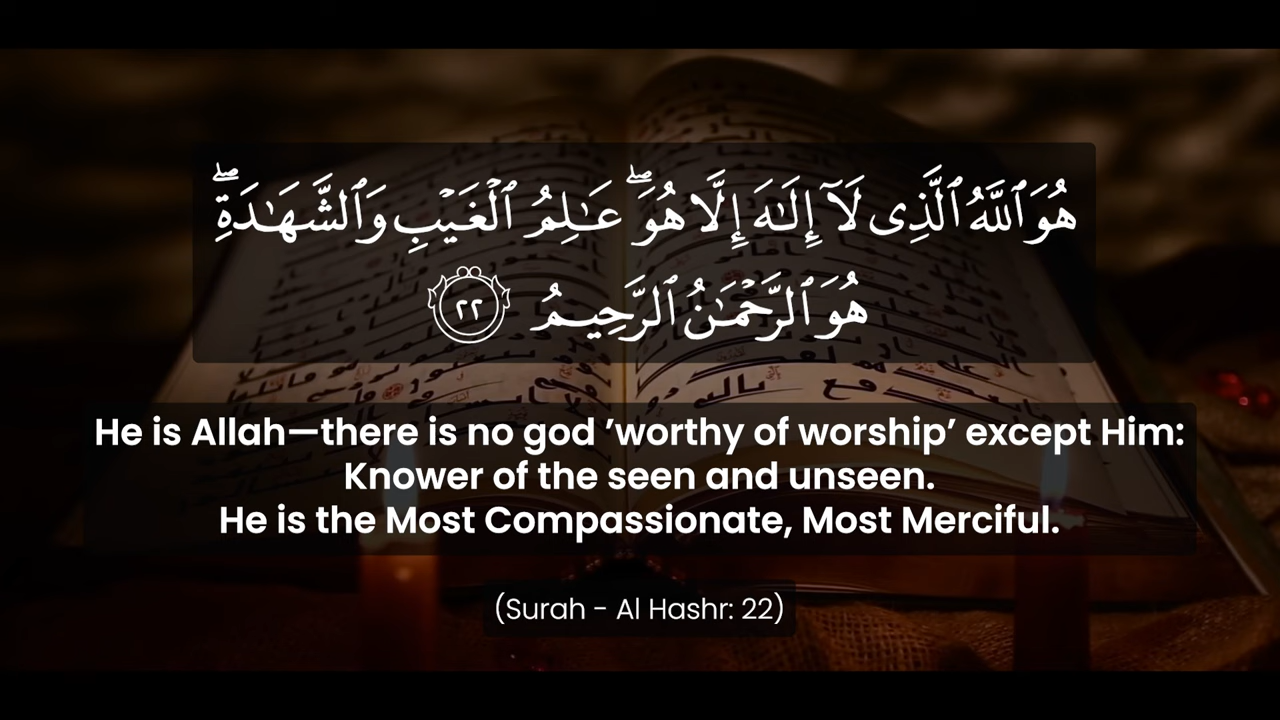 هُوَ ٱللَّهُ ٱلَّذِى لَآ إِلَـٰهَ إِلَّا هُوَ ۖ عَـٰلِمُ ٱلْغَيْبِ وَٱلشَّهَـٰدَةِ ۖ
هُوَ ٱلرَّحْمَـٰنُ ٱلرَّحِيمُ ٢٢
He is Allah—there is no god ’worthy of worship’ except Him:
Knower of the seen and unseen.
He is the Most Compassionate, Most Merciful.
(Surah - Al Hashr: 22)